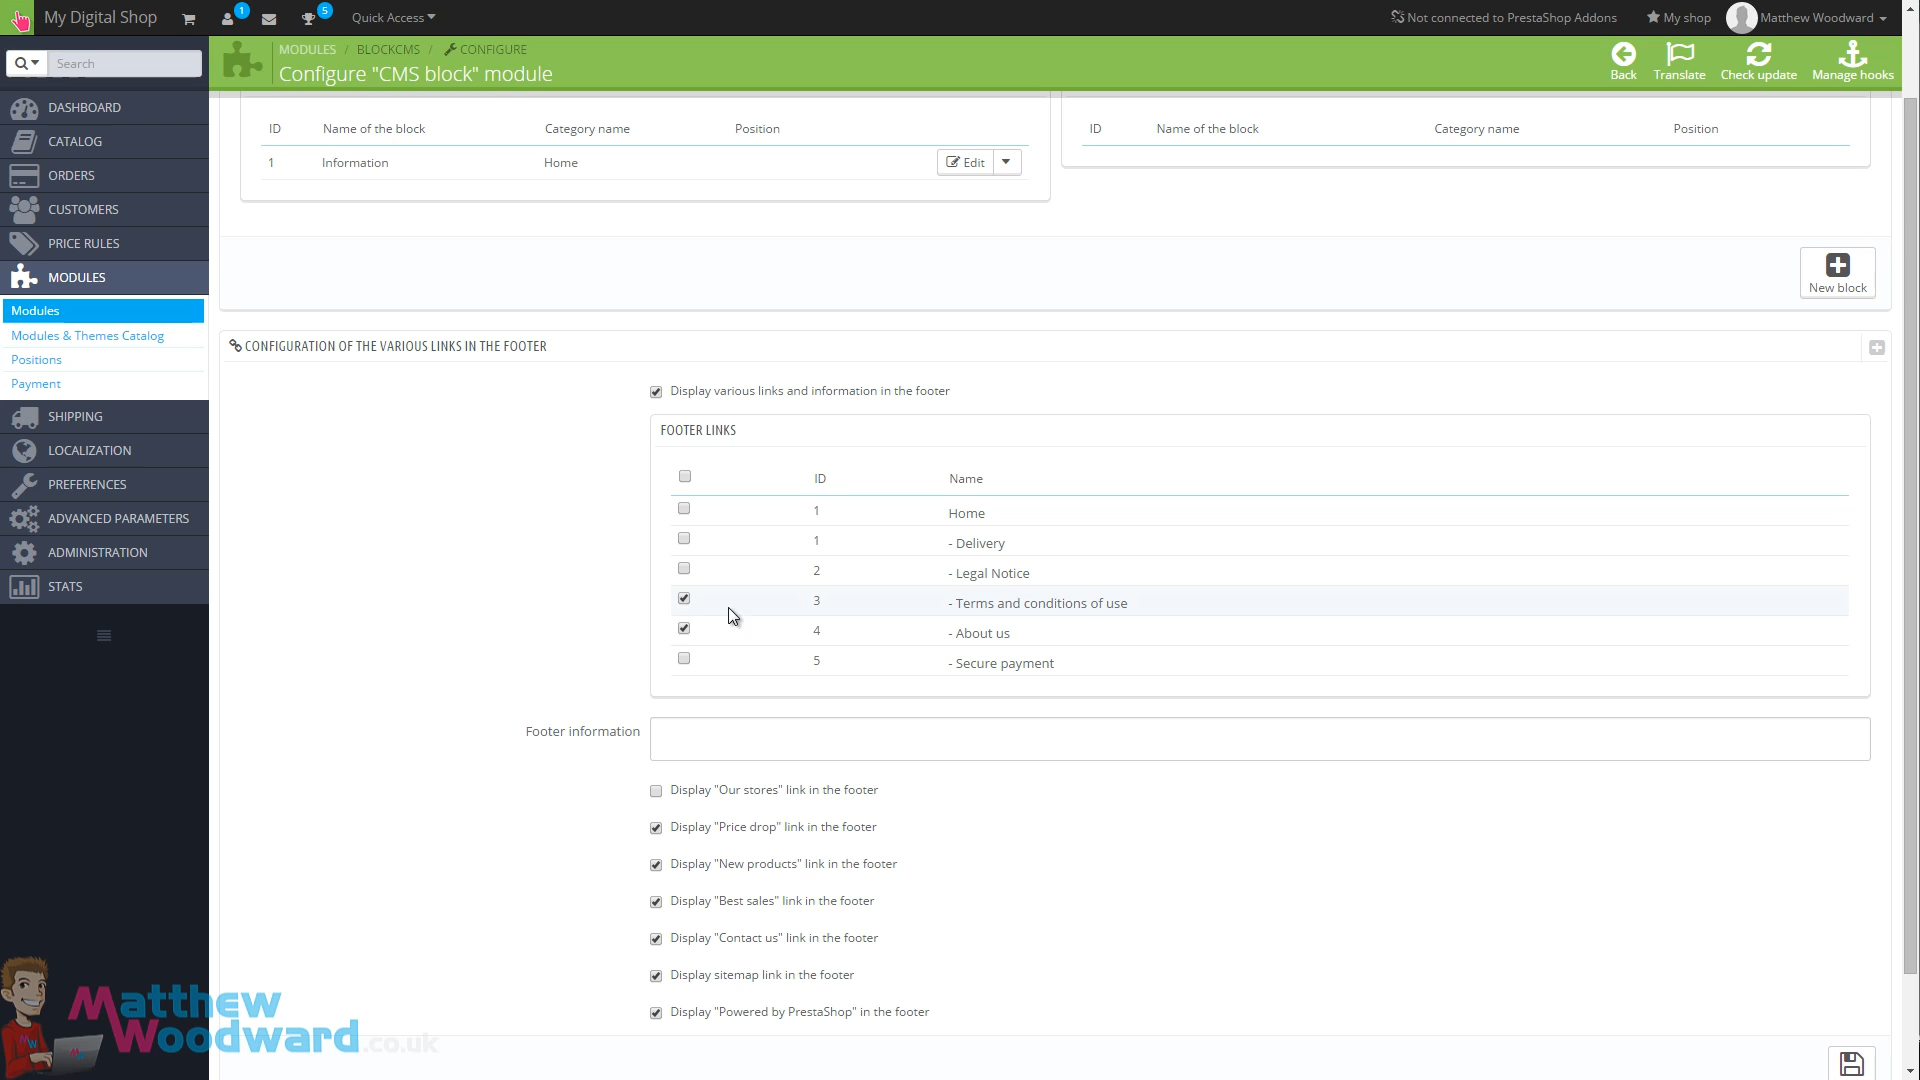 My Digital Shop 1 5 Quick Access Not connected to PrestaShop Addons My shop Matthew Woodward
Search
MODULES / BLOCKCMS / CONFIGURE
Configure "CMS block" module
Back Translate Check update Manage hooks
DASHBOARD
CATALOG
ORDERS
CUSTOMERS
PRICE RULES
MODULES
Modules
Modules & Themes Catalog
Positions
Payment
SHIPPING
LOCALIZATION
PREFERENCES
ADVANCED PARAMETERS
ADMINISTRATION
STATS
ID Name of the block Category name Position
1 Information Home Edit
ID Name of the block Category name Position
New block
CONFIGURATION OF THE VARIOUS LINKS IN THE FOOTER
Display various links and information in the footer
FOOTER LINKS
ID Name
1 Home
1 - Delivery
2 - Legal Notice
3 - Terms and conditions of use
4 - About us
5 - Secure payment
Footer information
Display "Our stores" link in the footer
Display "Price drop" link in the footer
Display "New products" link in the footer
Display "Best sales" link in the footer
Display "Contact us" link in the footer
Display sitemap link in the footer
Display "Powered by PrestaShop" in the footer
Matthew
Woodward.co.uk
MW
MW